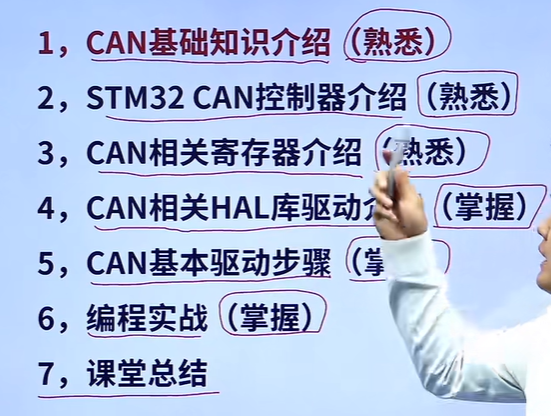 1，CAN基础知识介绍（熟悉）
2，STM32 CAN控制器介绍（熟悉）
3，CAN相关寄存器介绍（熟悉）
4，CAN相关HAL库驱动介（掌握）
5，CAN基本驱动步骤（掌
6，编程实战（掌握）
7，课堂总结